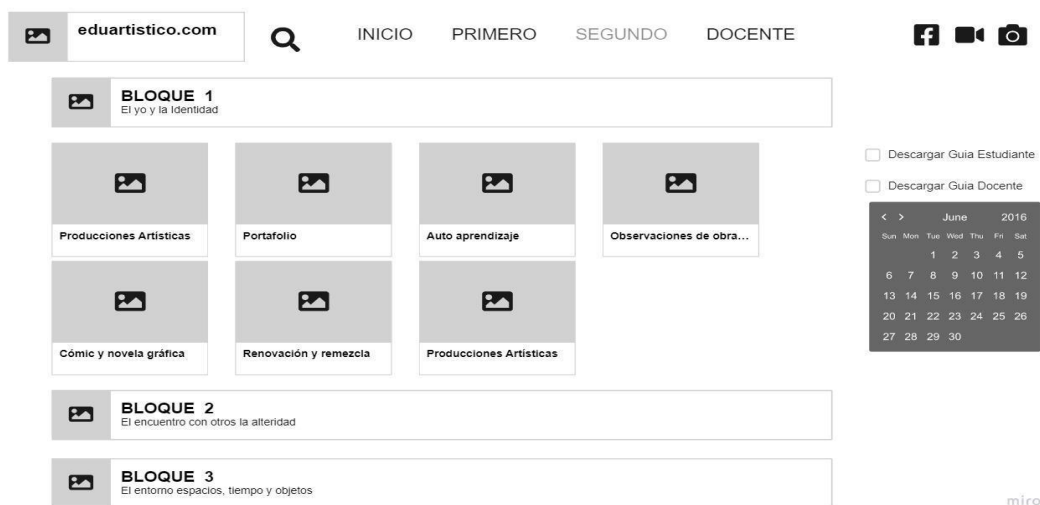 eduartistico.com
INICIO PRIMERO SEGUNDO DOCENTE
BLOQUE 1
El yo y la Identidad
Producciones Artísticas
Portafolio
Auto aprendizaje
Observaciones de obra...
Cómic y novela gráfica
Renovación y remezcla
Producciones Artísticas
BLOQUE 2
El encuentro con otros la alteridad
BLOQUE 3
El entorno espacios, tiempo y objetos
Descargar Guia Estudiante
Descargar Guia Docente
< > June 2016
Sun Mon Tue Wed Thu Fri Sat
1 2 3 4 5
6 7 8 9 10 11 12
13 14 15 16 17 18 19
20 21 22 23 24 25 26
27 28 29 30
miro